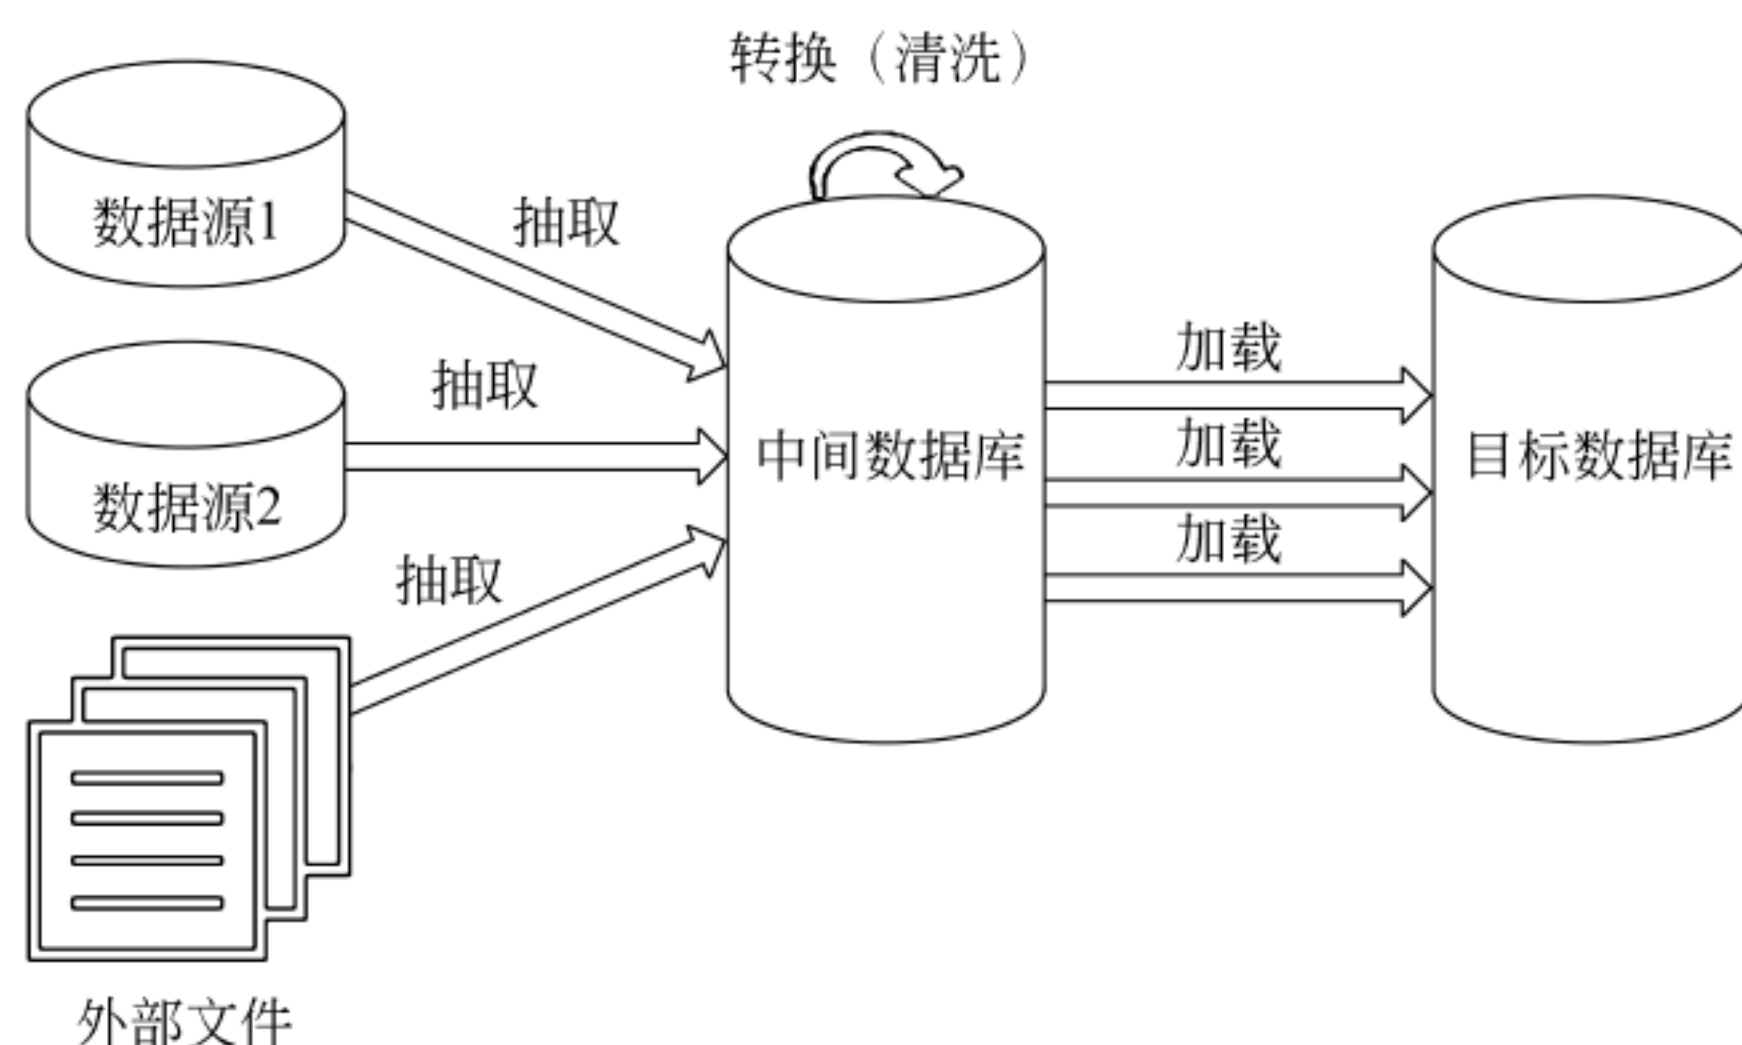 转换（清洗）
数据源1
抽取
数据源2
抽取
抽取
外部文件
中间数据库
加载
加载
加载
目标数据库